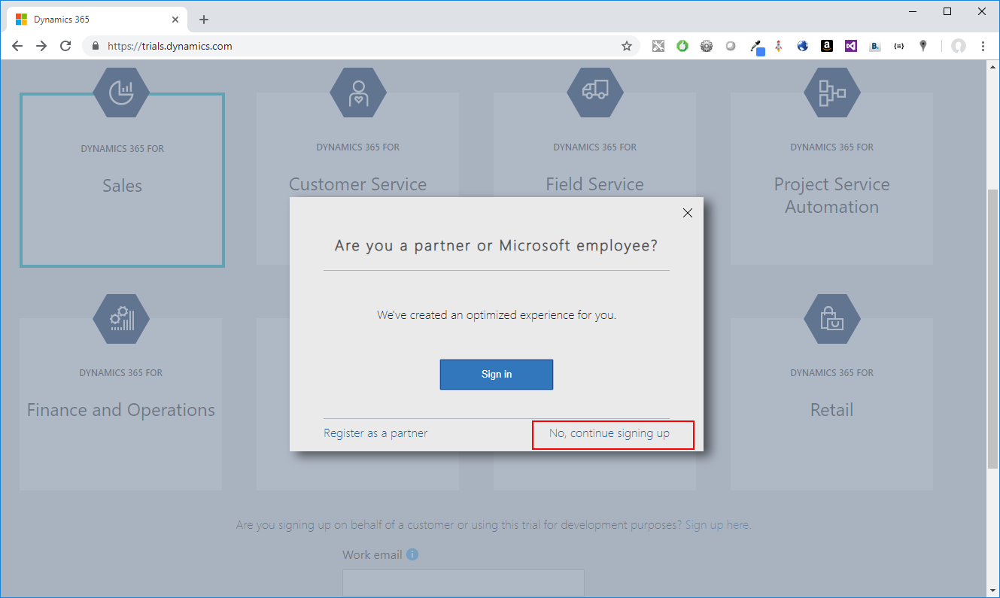 Dynamics 365
https://trials.dynamics.com
a
B.
{=}
DYNAMICS 365 FOR
Sales
DYNAMICS 365 FOR
Customer Service
DYNAMICS 365 FOR
Field Service
DYNAMICS 365 FOR
Project Service
Automation
Are you a partner or Microsoft employee?
We've created an optimized experience for you.
Sign in
Register as a partner
No, continue signing up
DYNAMICS 365 FOR
Finance and Operations
DYNAMICS 365 FOR
Retail
Are you signing up on behalf of a customer or using this trial for development purposes? Sign up here.
Work email i